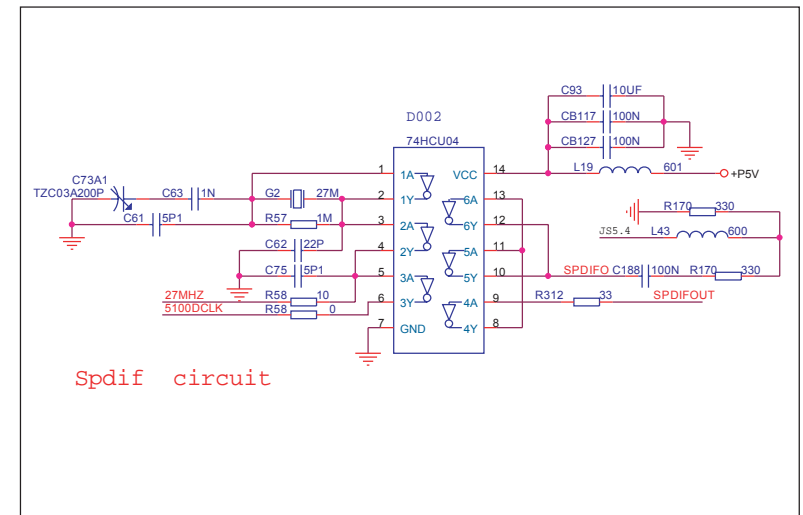 C93 10UF
D002
CB117 100N
74HCU04
CB127 100N
1 1A VCC 14 L19 601 +P5V
C73A1
TZC03A200P C63 1N G2 27M 2 1Y 6A 13
R170 330
C61 5P1 R57 1M 3 2A 6Y 12
JS5.4 L43 600
C62 22P 4 2Y 5A 11
C75 5P1 5 3A 5Y 10 SPDIFO C188 100N R170 330
27MHZ R58 10 6 3Y 4A 9 R312 33 SPDIFOUT
5100DCLK R58 0
7 GND 4Y 8
Spdif circuit